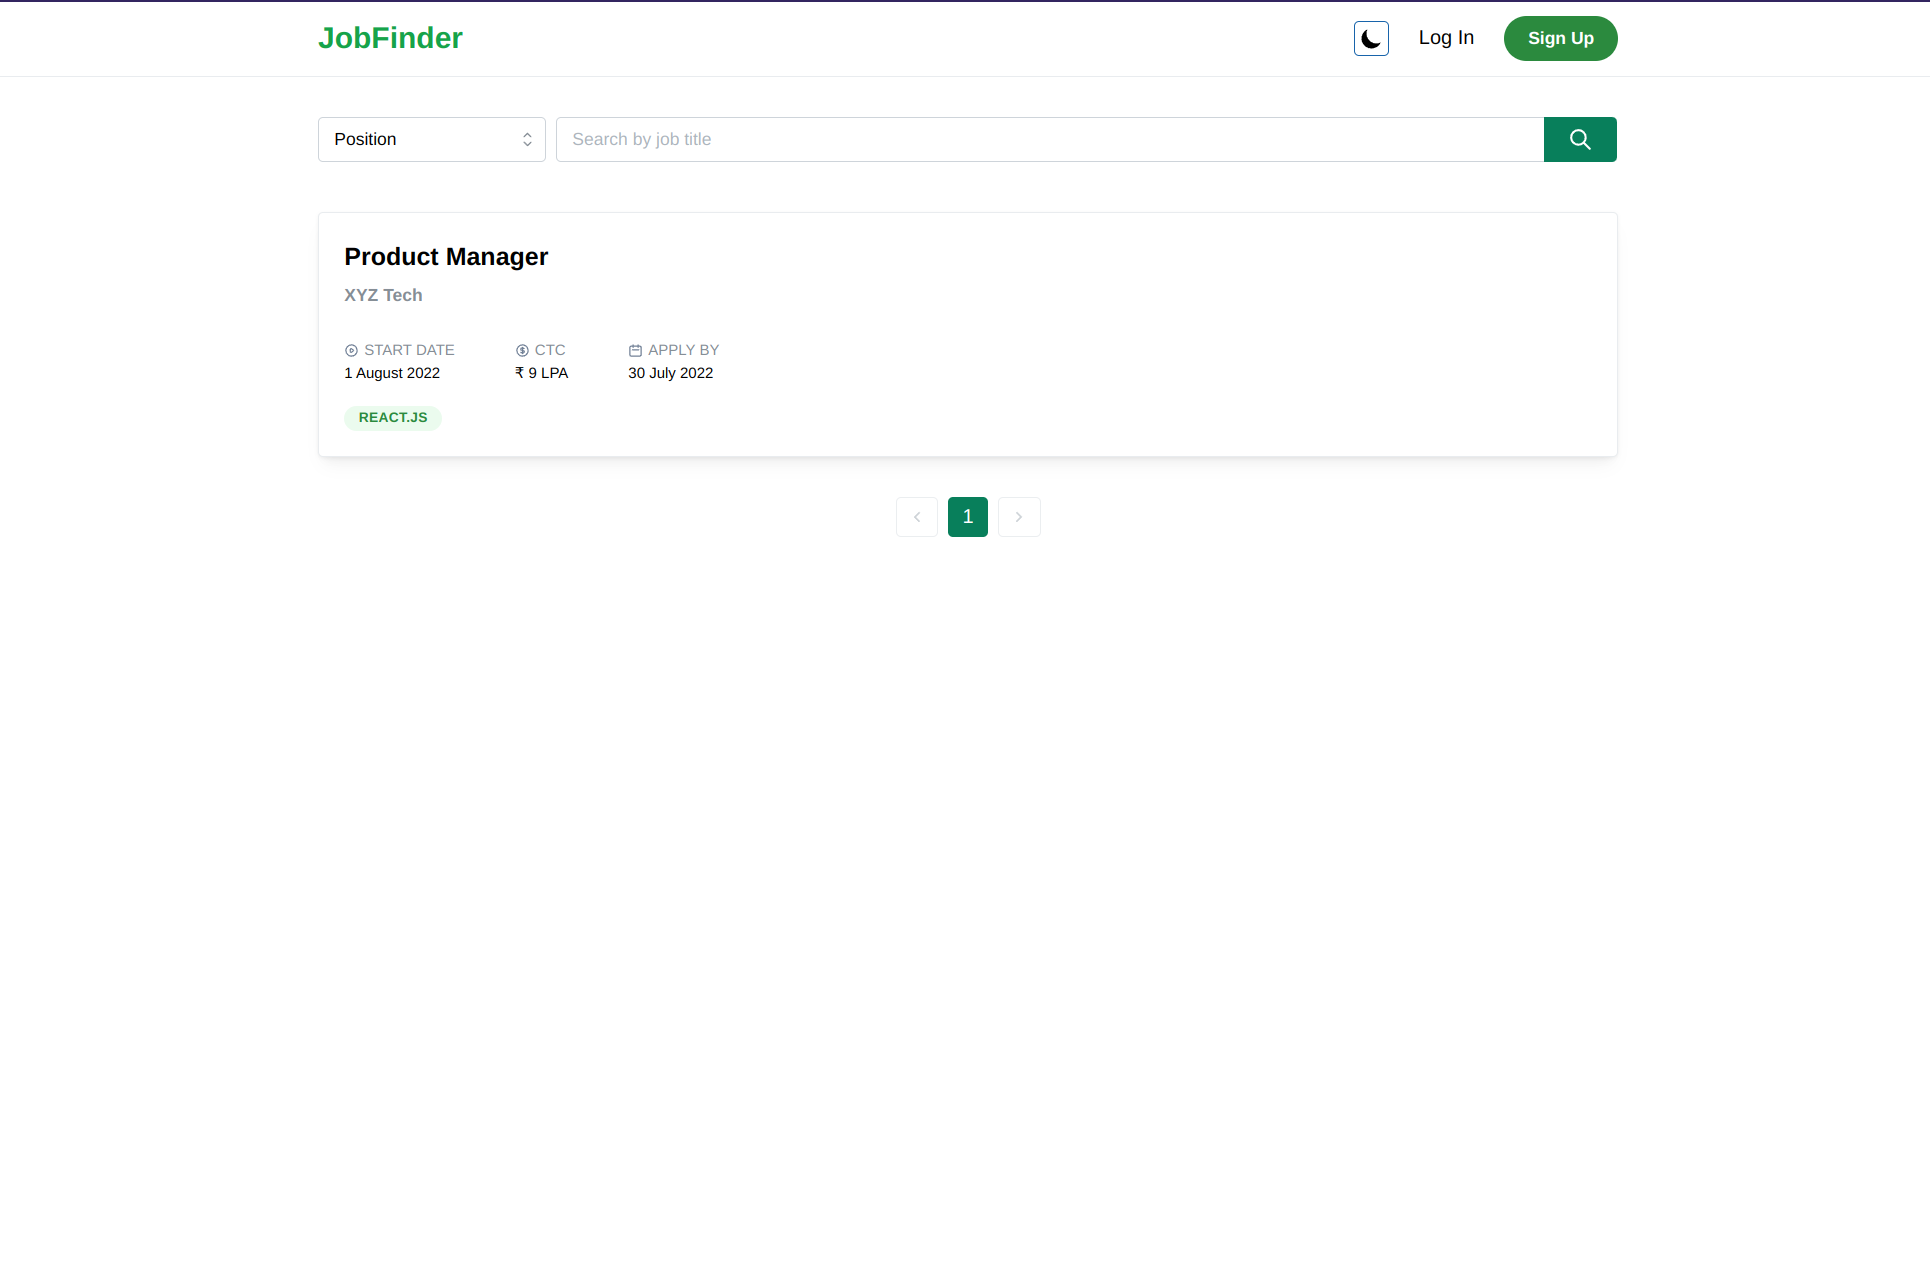 JobFinder
Log In
Sign Up
Position
Search by job title
Product Manager
XYZ Tech
START DATE
1 August 2022
CTC
₹ 9 LPA
APPLY BY
30 July 2022
REACT.JS
1